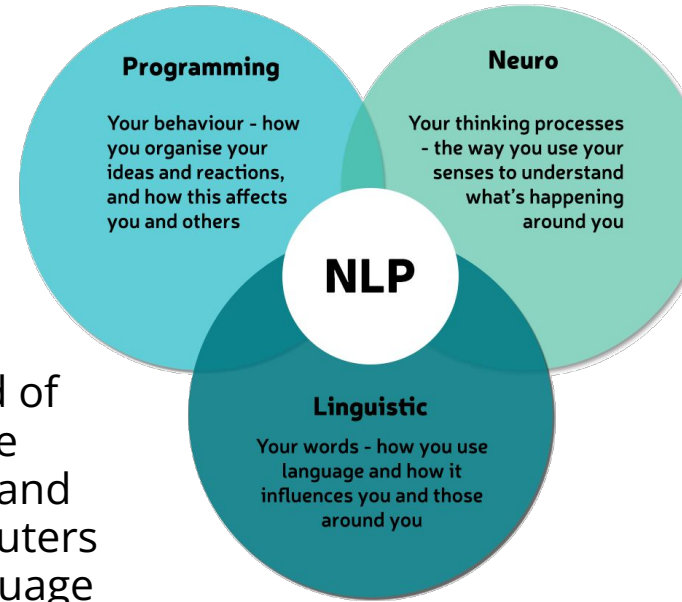 Programming
Your behaviour - how
you organise your
ideas and reactions,
and how this affects
you and others
Neuro
Your thinking processes
- the way you use your
senses to understand
what's happening
around you
NLP
Linguistic
Your words - how you use
language and how it
influences you and those
around you
of
and